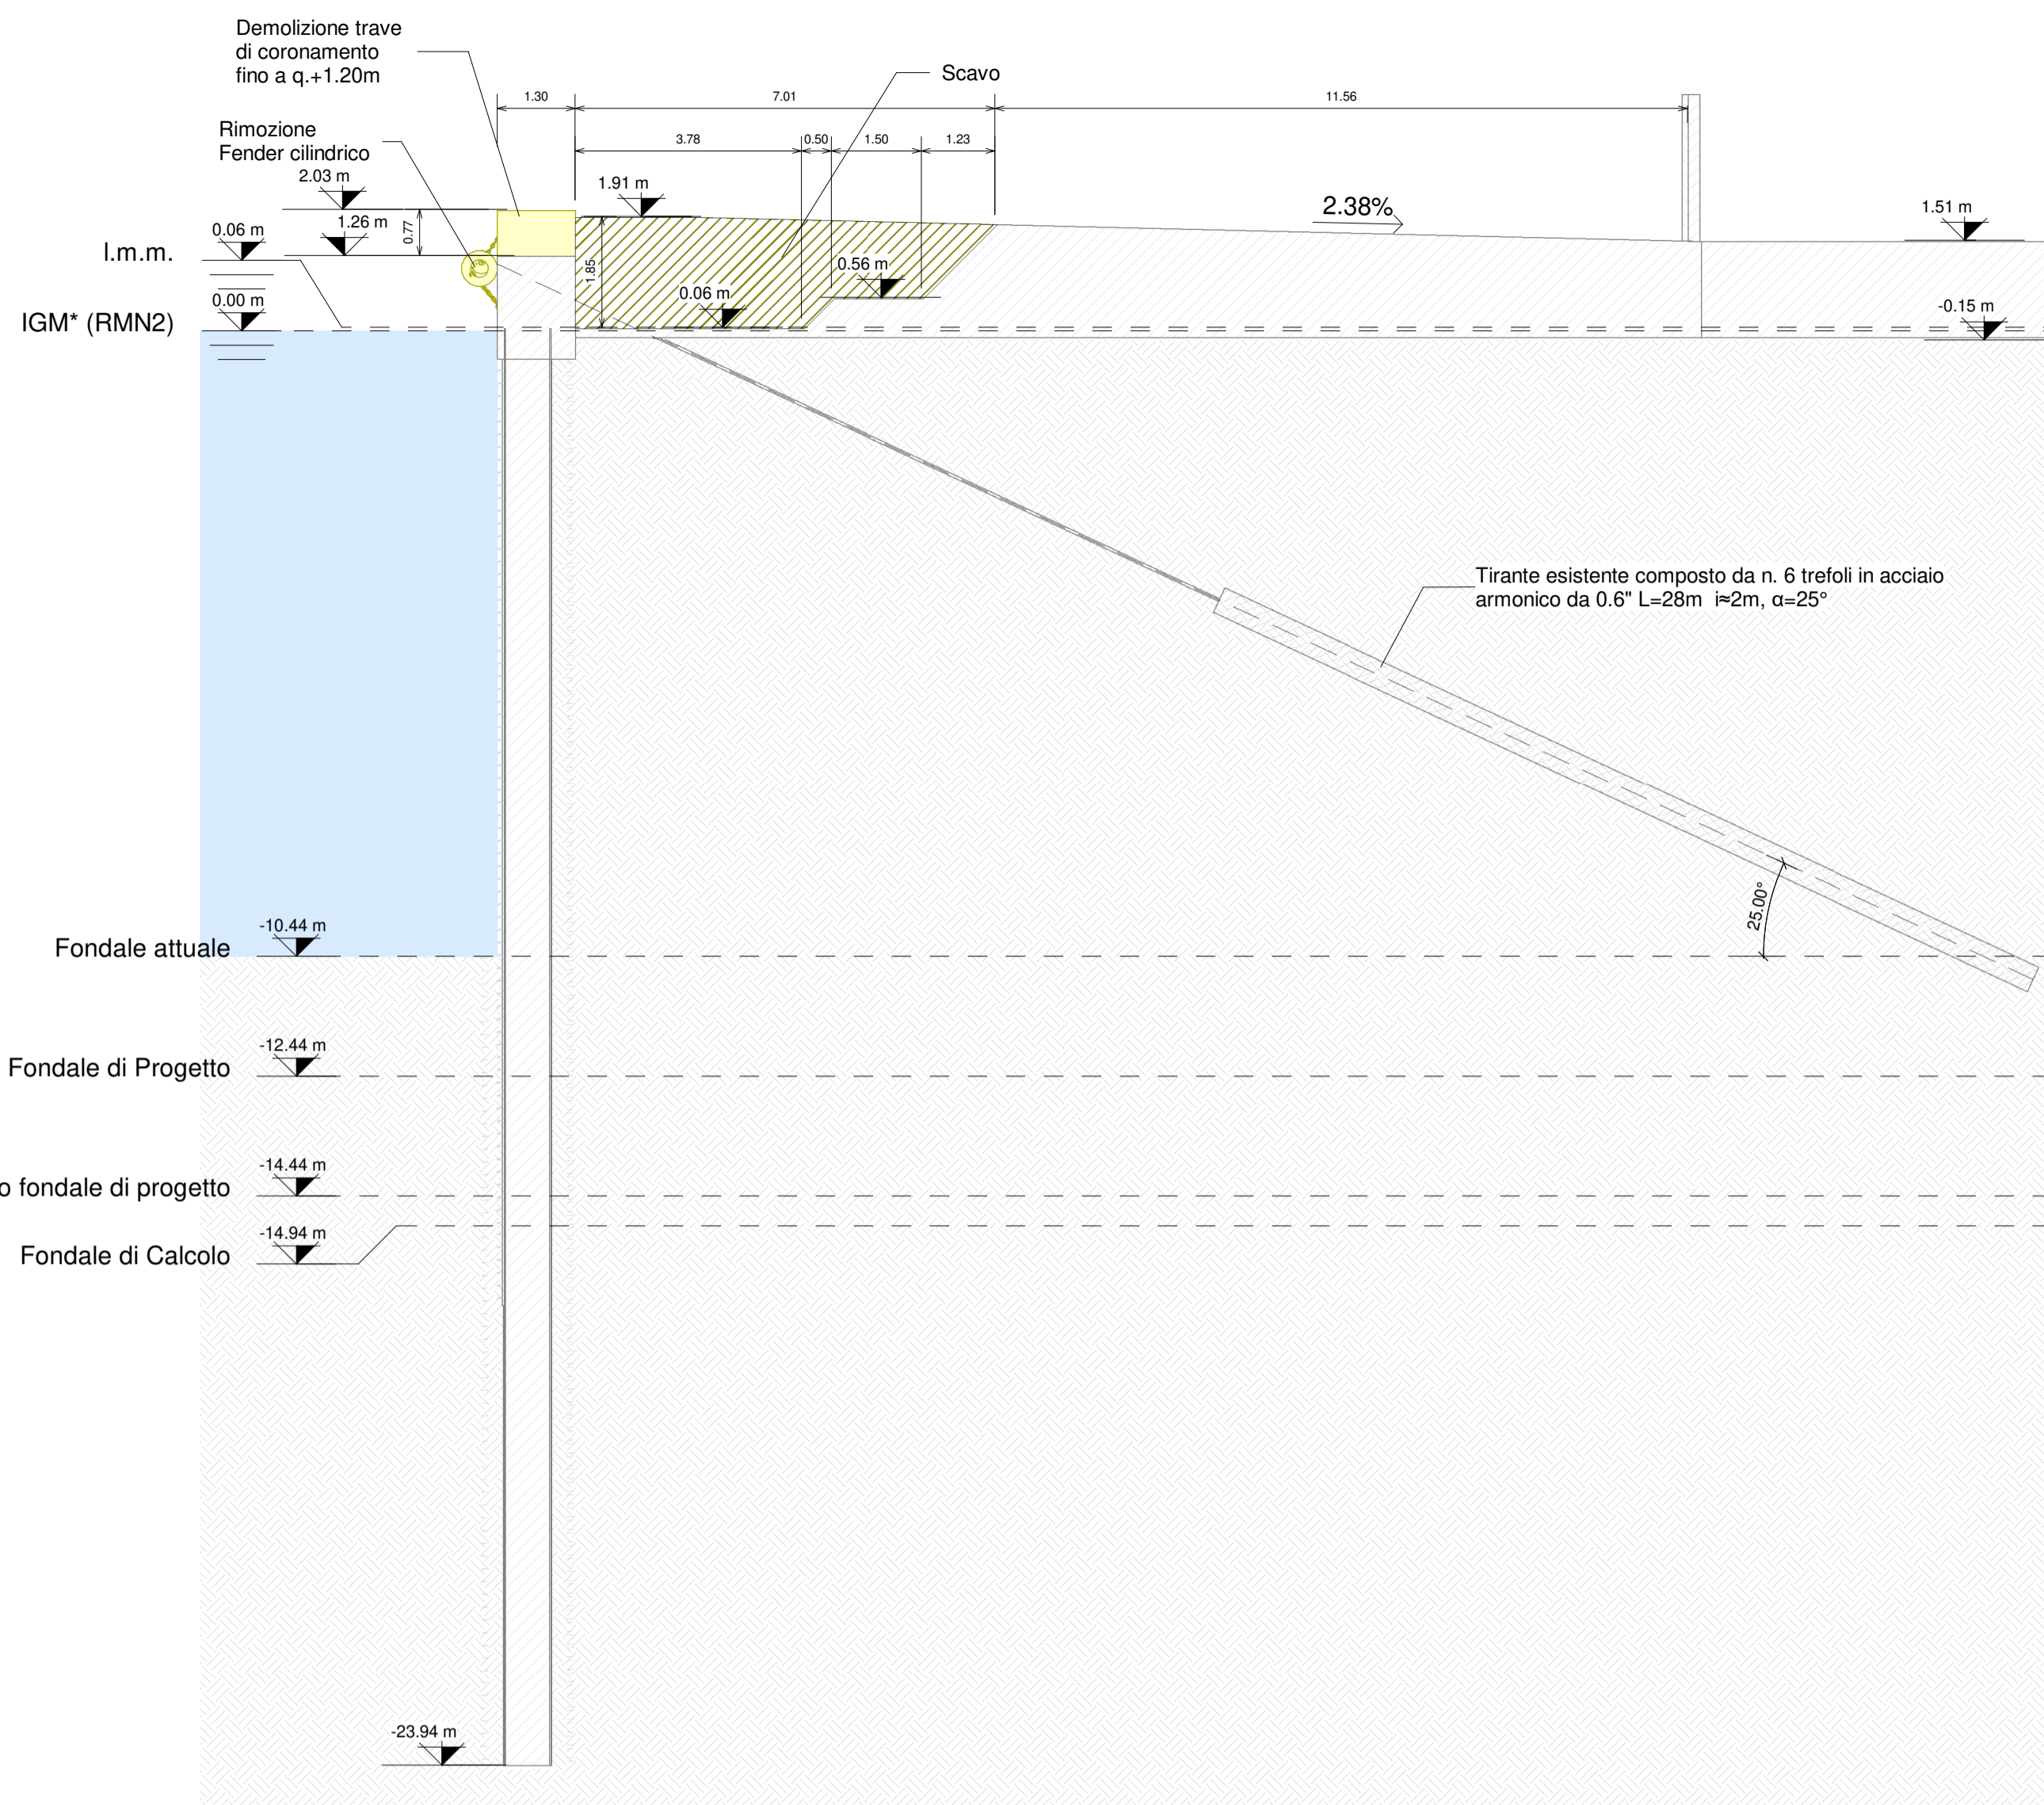 Demolizione trave
di coronamento
fino a q.+1.20m
Scavo
1.30
7.01
11.56
Rimozione
Fender cilindrico
3.78
0.50
1.50
1.23
2.03 m
1.91 m
2.38%
1.51 m
1.26 m
0.77
0.06 m
l.m.m.
1.85
0.56 m
0.06 m
0.00 m
IGM* (RMN2)
-0.15 m
Tirante esistente composto da n. 6 trefoli in acciaio
armonico da 0.6" L=28m i≈2m, α=25°
25.00°
-10.44 m
Fondale attuale
-12.44 m
Fondale di Progetto
-14.44 m
o fondale di progetto
-14.94 m
Fondale di Calcolo
-23.94 m